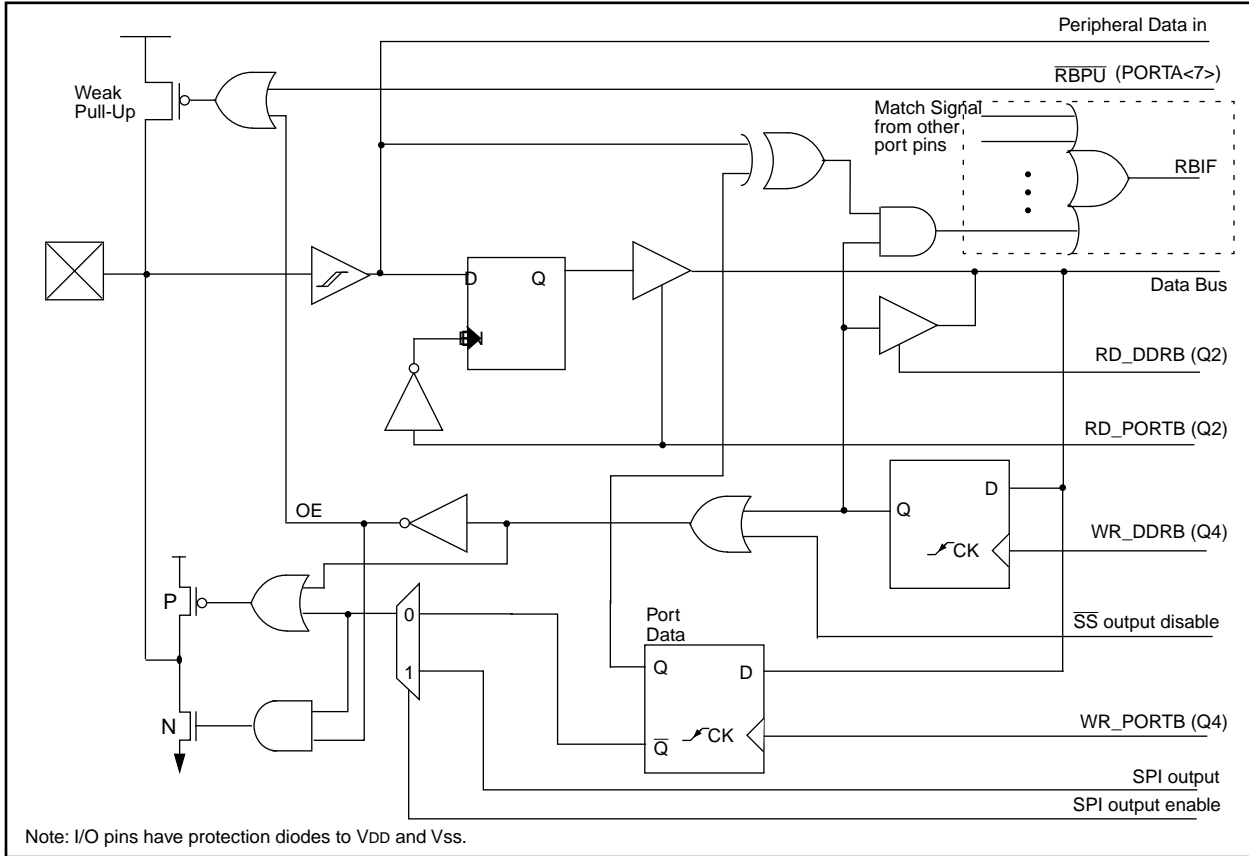 Peripheral Data in
RBPU (PORTA<7>)
Weak
Pull-Up
Match Signal
from other
port pins
RBIF
D
Q
Data Bus
RD_DDRB (Q2)
RD_PORTB (Q2)
OE
D
Q
CK
WR_DDRB (Q4)
P
0
1
Port
Data
SS output disable
Q
D
N
Q
CK
WR_PORTB (Q4)
SPI output
SPI output enable
Note: I/O pins have protection diodes to VDD and Vss.